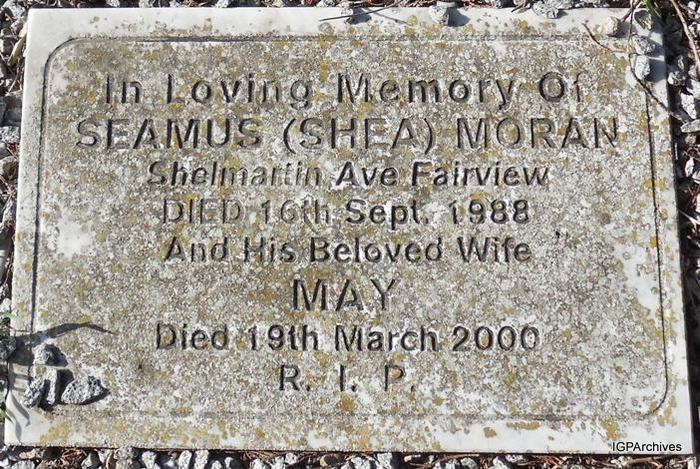 In Loving Memory Of
SEAMUS (SHEA) MORAN
Shelmartin Ave Fairview
DIED 16th Sept. 1988
And His Beloved Wife
MAY
Died 19th March 2000
R. I. P.
IGPArchives